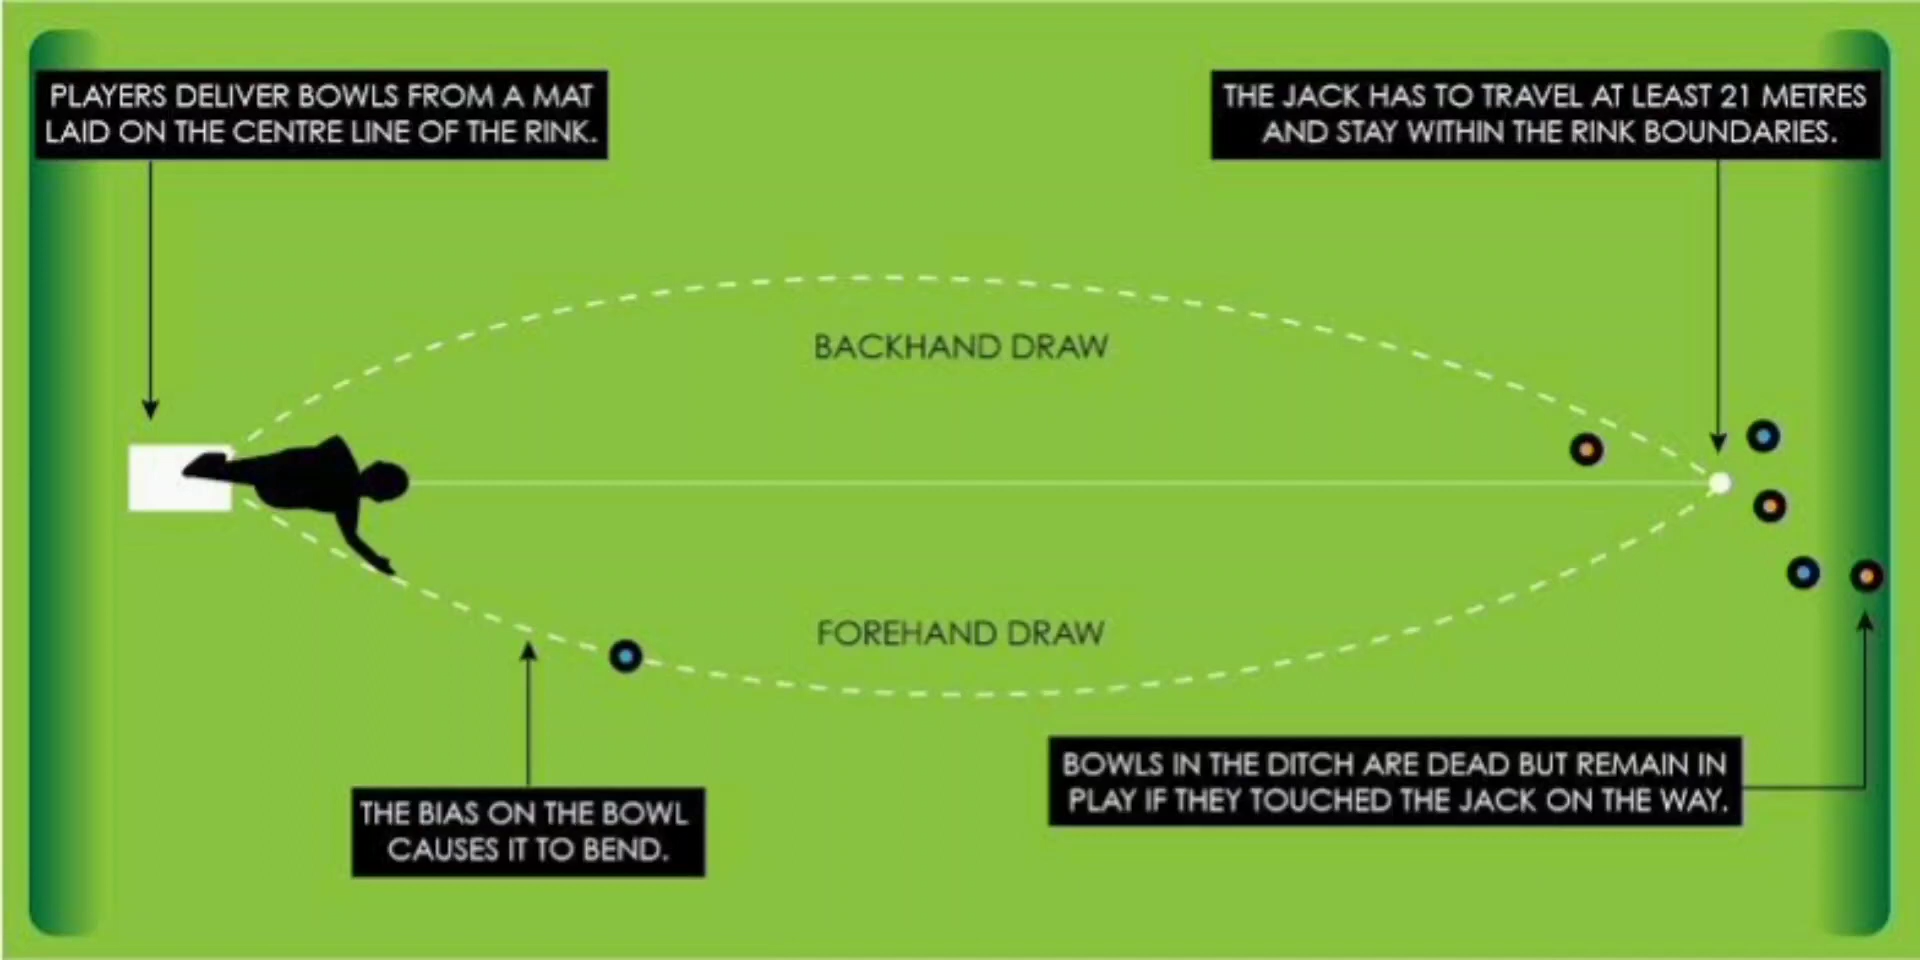 PLAYERS DELIVER BOWLS FROM A MAT
LAID ON THE CENTRE LINE OF THE RINK.
THE JACK HAS TO TRAVEL AT LEAST 21 METRES
AND STAY WITHIN THE RINK BOUNDARIES.
BACKHAND DRAW
FOREHAND DRAW
THE BIAS ON THE BOWL
CAUSES IT TO BEND.
BOWLS IN THE DITCH ARE DEAD BUT REMAIN IN
PLAY IF THEY TOUCHED THE JACK ON THE WAY.